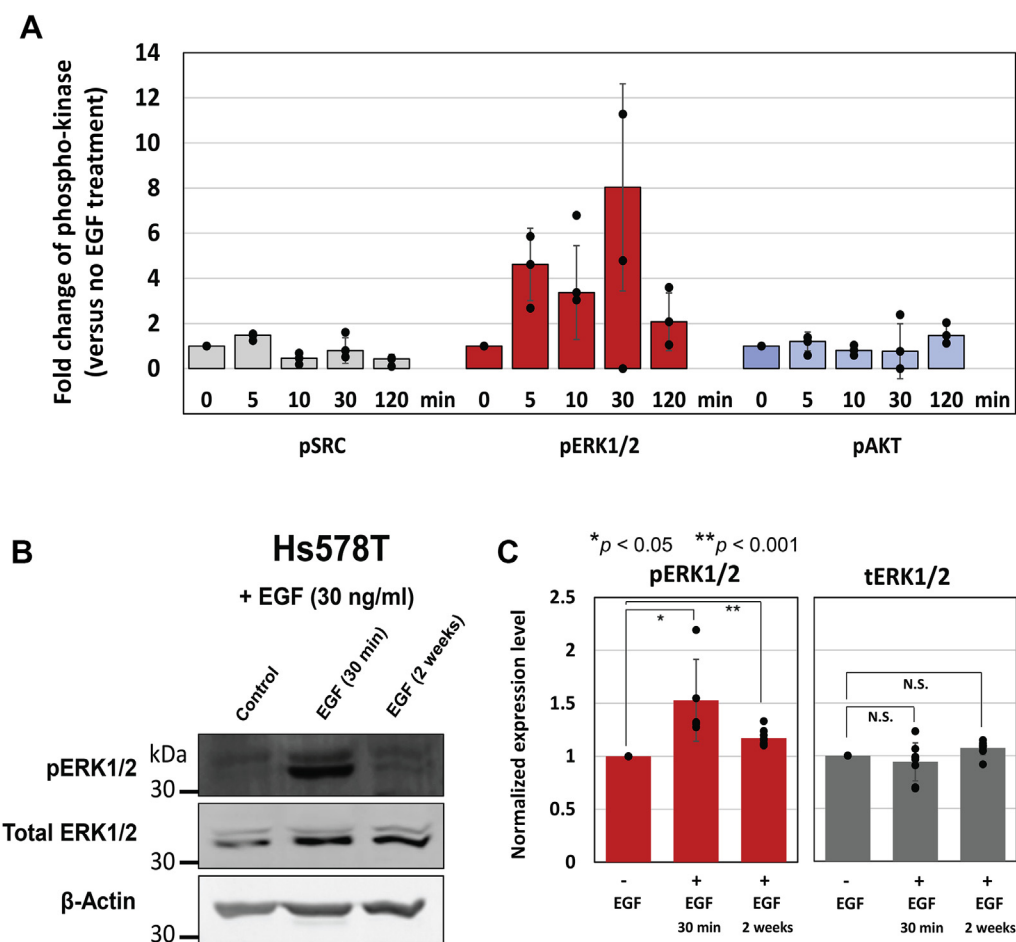 A
Fold change of phospho-kinase
(versus no EGF treatment)
14
12
10
8
6
4
2
0
0 5 10 30 120 min 0 5 10 30 120 min 0 5 10 30 120 min
pSRC pERK1/2 pAKT
B
Hs578T
+ EGF (30 ng/ml)
Control
EGF (30 min)
EGF (2 weeks)
kDa
pERK1/2
30
Total ERK1/2
30
β-Actin
30
C
*p < 0.05 **p < 0.001
pERK1/2 tERK1/2
Normalized expression level
2.5
2
1.5
1
0.5
0
*
**
N.S.
N.S.
- + + - + +
EGF EGF EGF EGF EGF EGF
30 min 2 weeks 30 min 2 weeks